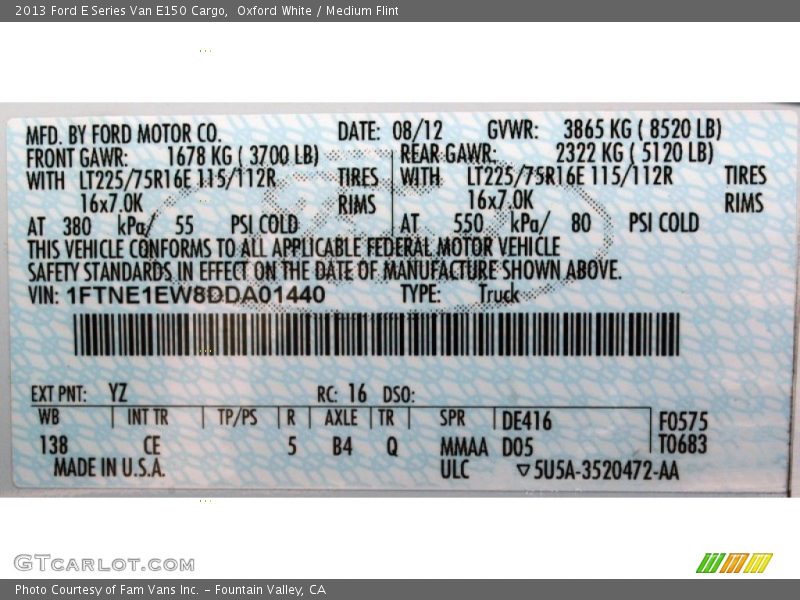 2013 Ford E Series Van E150 Cargo,  Oxford White / Medium Flint
MFD. BY FORD MOTOR CO. DATE: 08/12 GVWR: 3865 KG ( 8520 LB)
FRONT GAWR: 1678 KG ( 3700 LB) REAR GAWR: 2322 KG ( 5120 LB)
WITH LT225/75R16E 115/112R TIRES WITH LT225/75R16E 115/112R TIRES
16x7.0K RIMS 16x7.0K RIMS
AT 380 kPa/ 55 PSI COLD AT 550 kPa/ 80 PSI COLD
THIS VEHICLE CONFORMS TO ALL APPLICABLE FEDERAL MOTOR VEHICLE
SAFETY STANDARDS IN EFFECT ON THE DATE OF MANUFACTURE SHOWN ABOVE.
VIN: 1FTNE1EW8DDA01440 TYPE: Truck
EXT PNT: YZ RC: 16 DSO:
WB INT TR TP/PS R AXLE TR SPR DE416 F0575
138 CE 5 B4 Q MMAA D05 T0683
MADE IN U.S.A. ULC 5U5A-3520472-AA
GTCARLOT.COM
Photo Courtesy of Fam Vans Inc. - Fountain Valley, CA